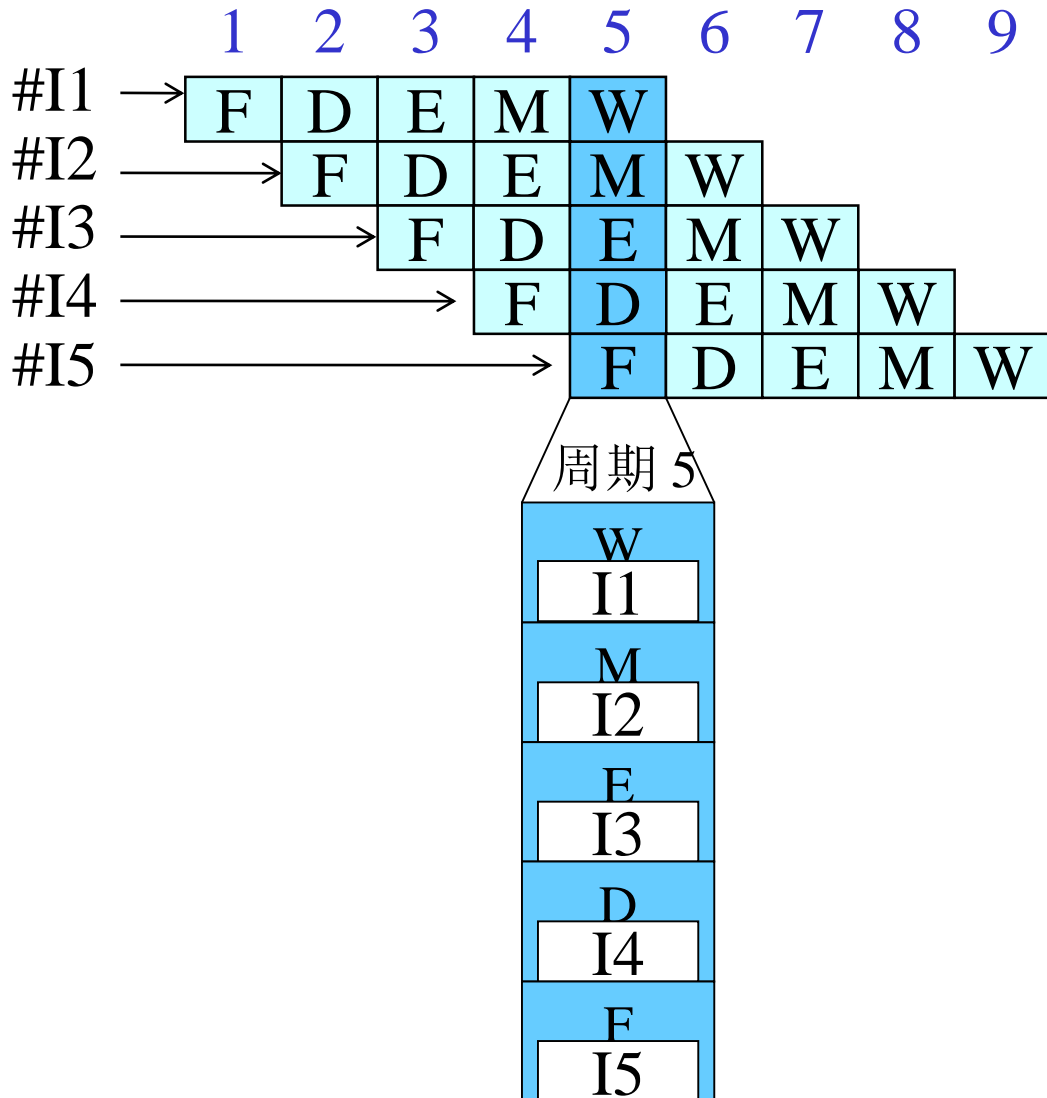 1 2 3 4 5 6 7 8 9
#I1 F D E M W
#I2 F D E M W
#I3 F D E M W
#I4 F D E M W
#I5 F D E M W
周期 5
W
I1
M
I2
E
I3
D
I4
F
I5